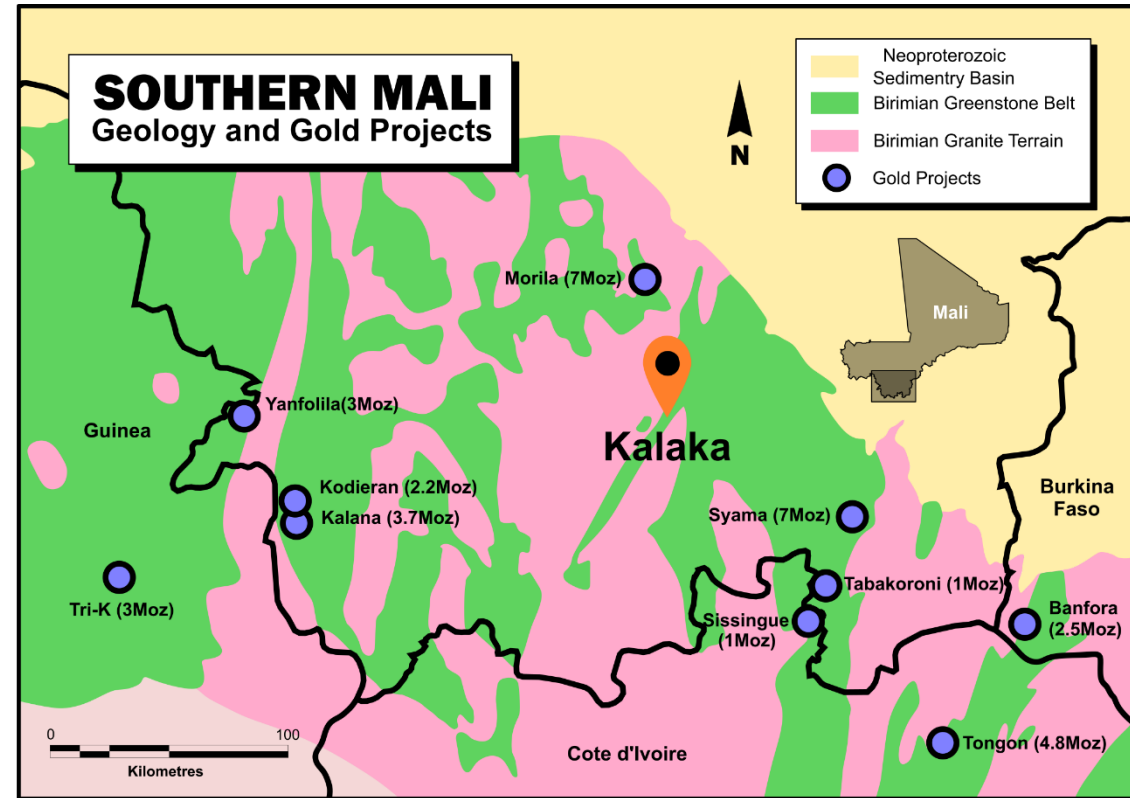 SOUTHERN MALI
Geology and Gold Projects
Neoproterozoic
Sedimentry Basin
Birimian Greenstone Belt
Birimian Granite Terrain
Gold Projects
N
Morila (7Moz)
Mali
Yanfolila(3Moz)
Guinea
Kalaka
Kodieran (2.2Moz)
Kalana (3.7Moz)
Syama (7Moz)
Burkina
Faso
Tri-K (3Moz)
Tabakoroni (1Moz)
Sissingue
(1Moz)
Banfora
(2.5Moz)
0
100
Kilometres
Cote d'Ivoire
Tongon (4.8Moz)